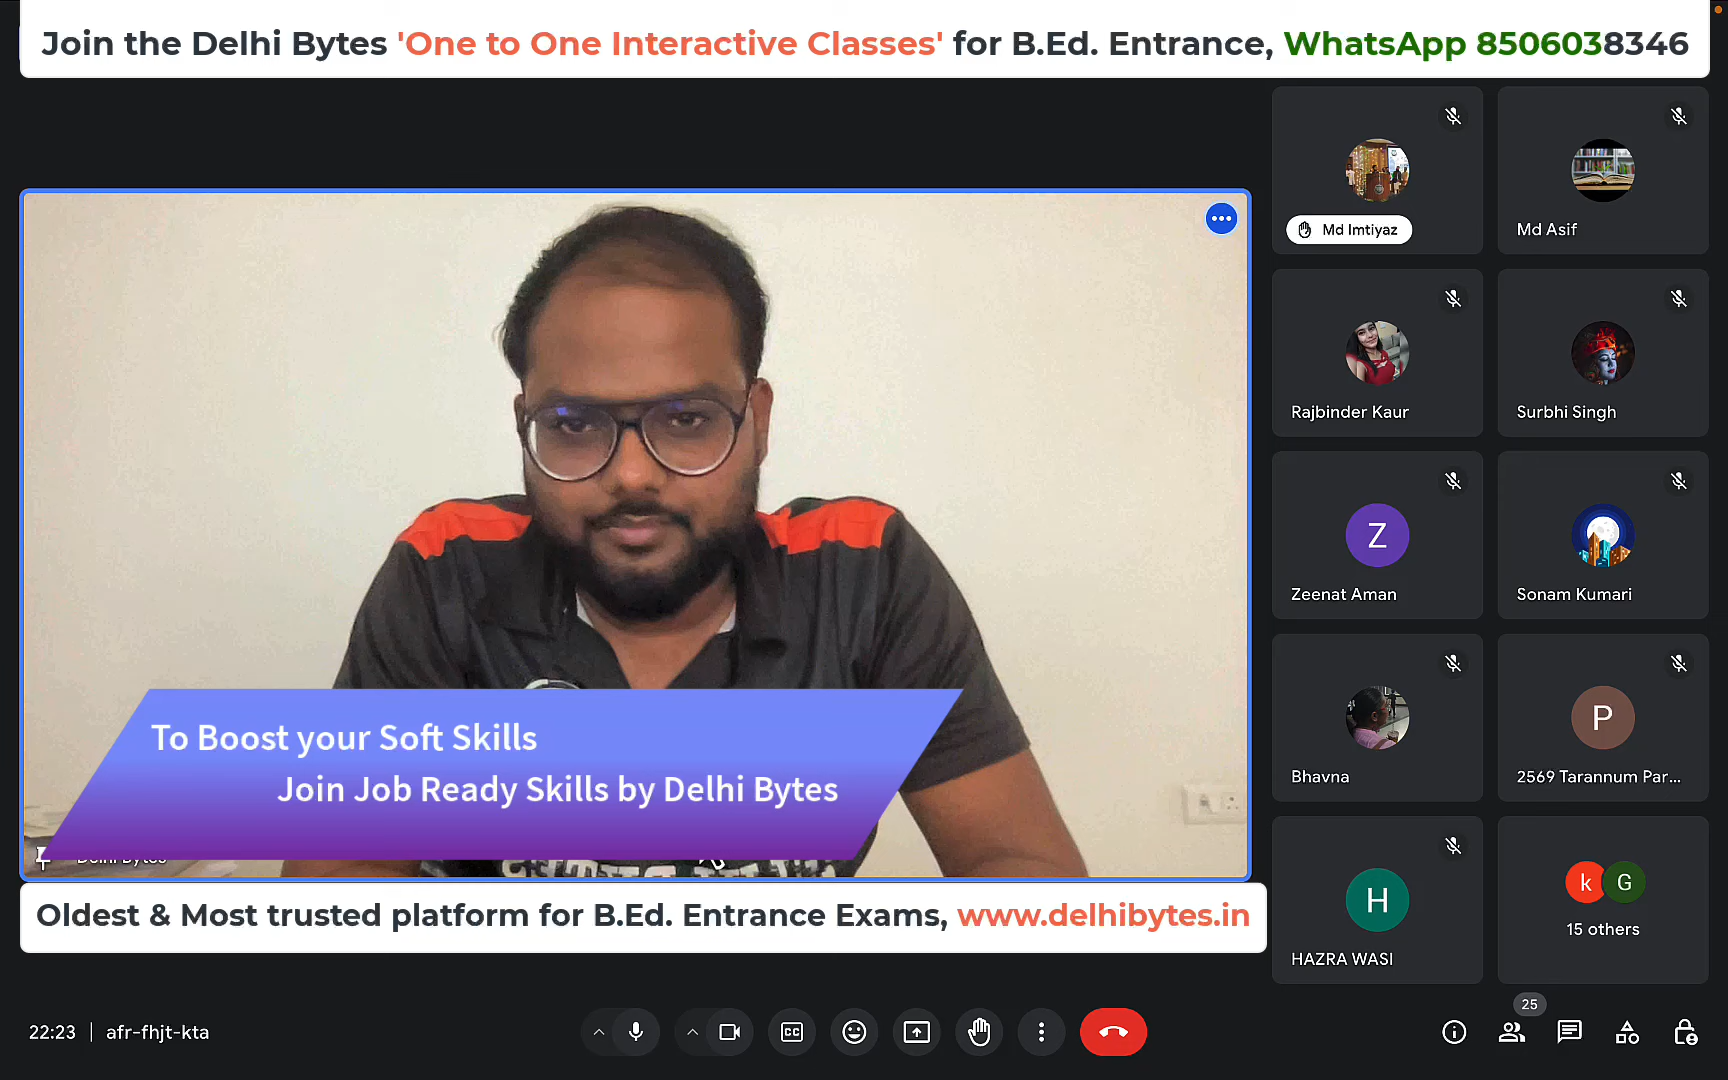 Join the Delhi Bytes 'One to One Interactive Classes' for B.Ed. Entrance, WhatsApp 8506038346
Md Imtiyaz
Md Asif
Rajbinder Kaur
Surbhi Singh
Z
Zeenat Aman
Sonam Kumari
To Boost your Soft Skills
Join Job Ready Skills by Delhi Bytes
Delhi Bytes
Bhavna
P
2569 Tarannum Par...
H
HAZRA WASI
k G
15 others
Oldest & Most trusted platform for B.Ed. Entrance Exams, www.delhibytes.in
25
22:23 | afr-fhjt-kta
CC